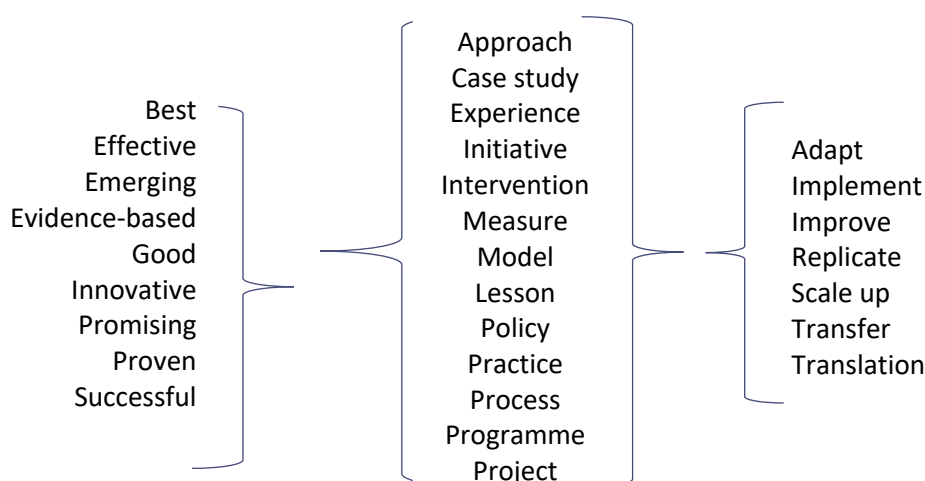 Best
Effective
Emerging
Evidence-based
Good
Innovative
Promising
Proven
Successful
Approach
Case study
Experience
Initiative
Intervention
Measure
Model
Lesson
Policy
Practice
Process
Programme
Project
Adapt
Implement
Improve
Replicate
Scale up
Transfer
Translation